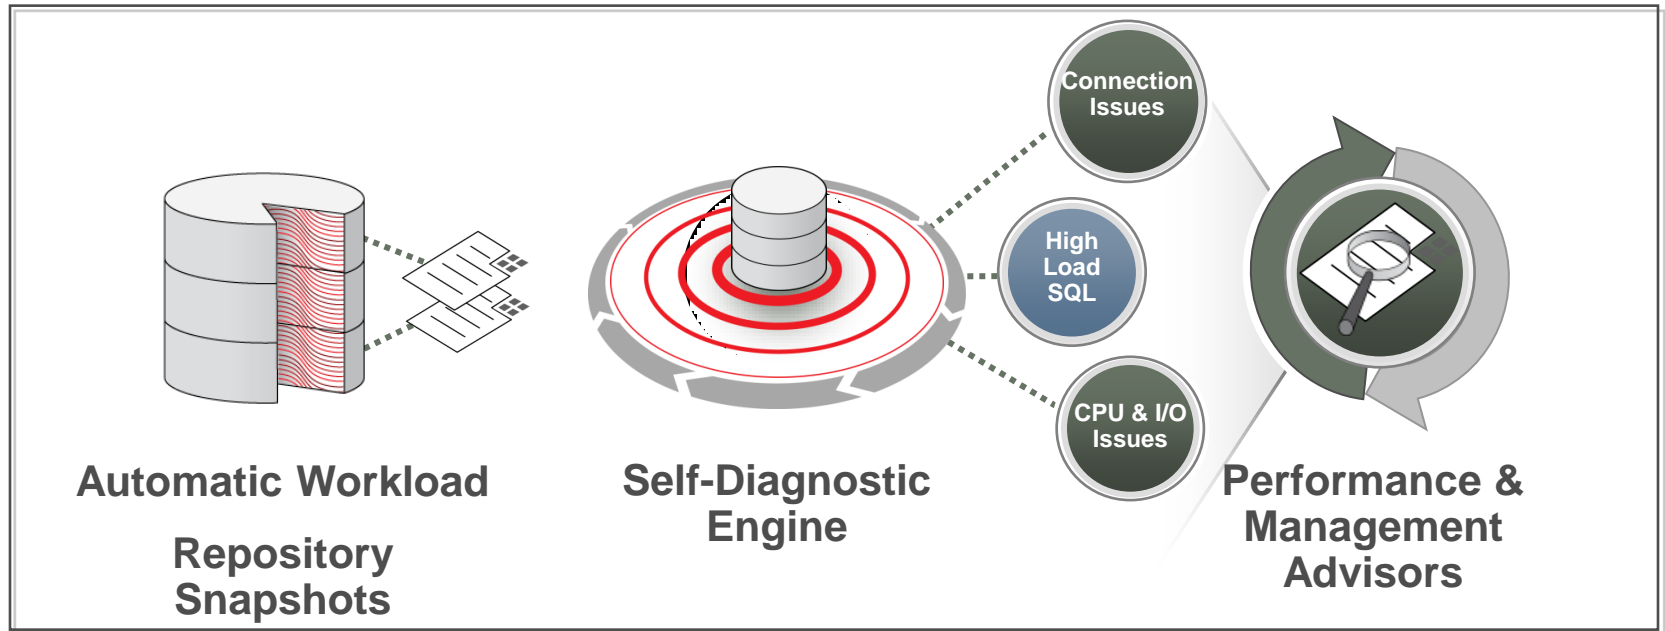 Automatic Workload
Repository
Snapshots
Self-Diagnostic
Engine
Connection
Issues
High
Load
SQL
CPU & I/O
Issues
Performance &
Management
Advisors